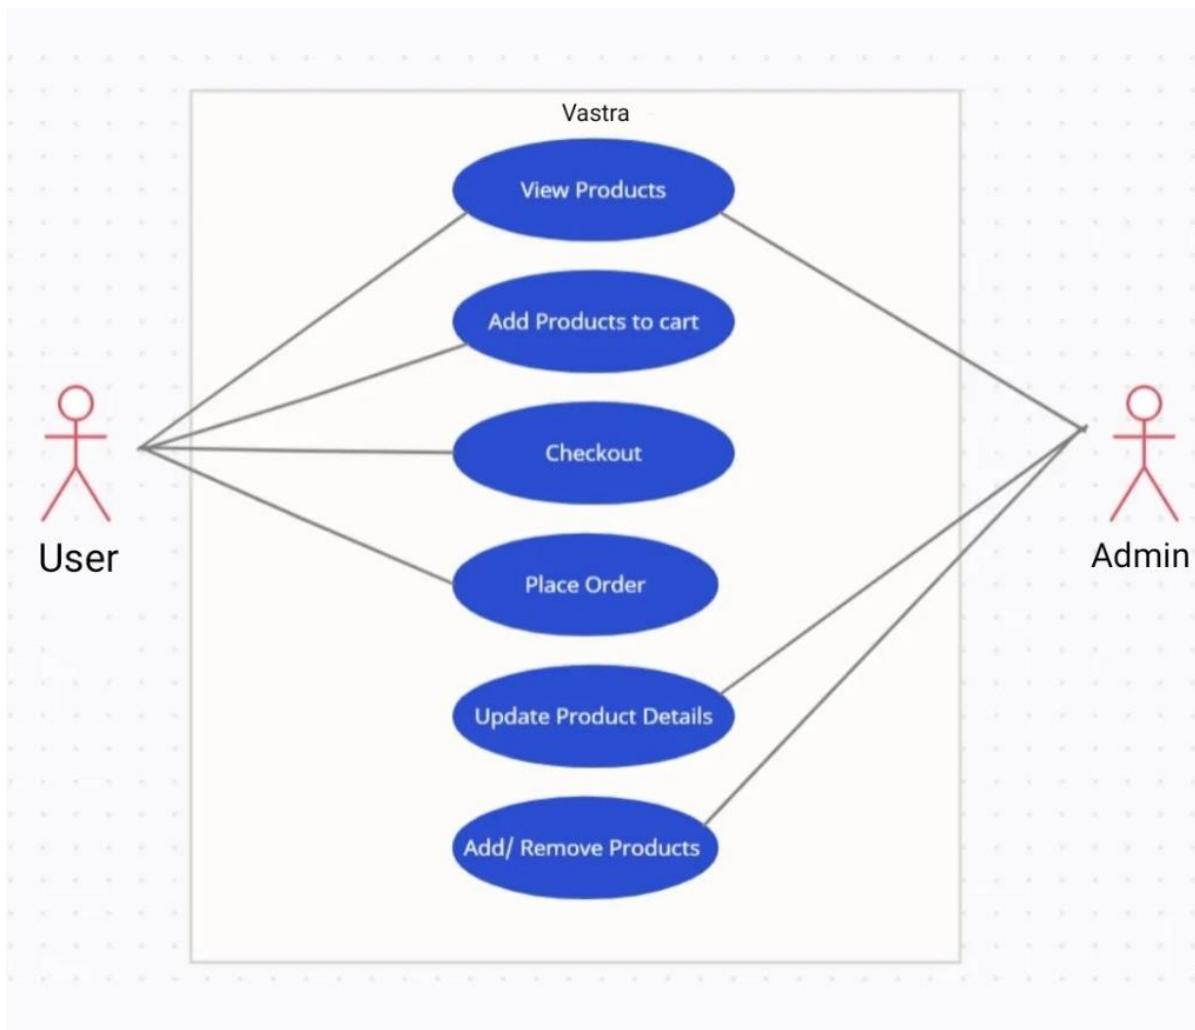 Vastra
View Products
Add Products to cart
Checkout
User
Admin
Place Order
Update Product Details
Add/ Remove Products